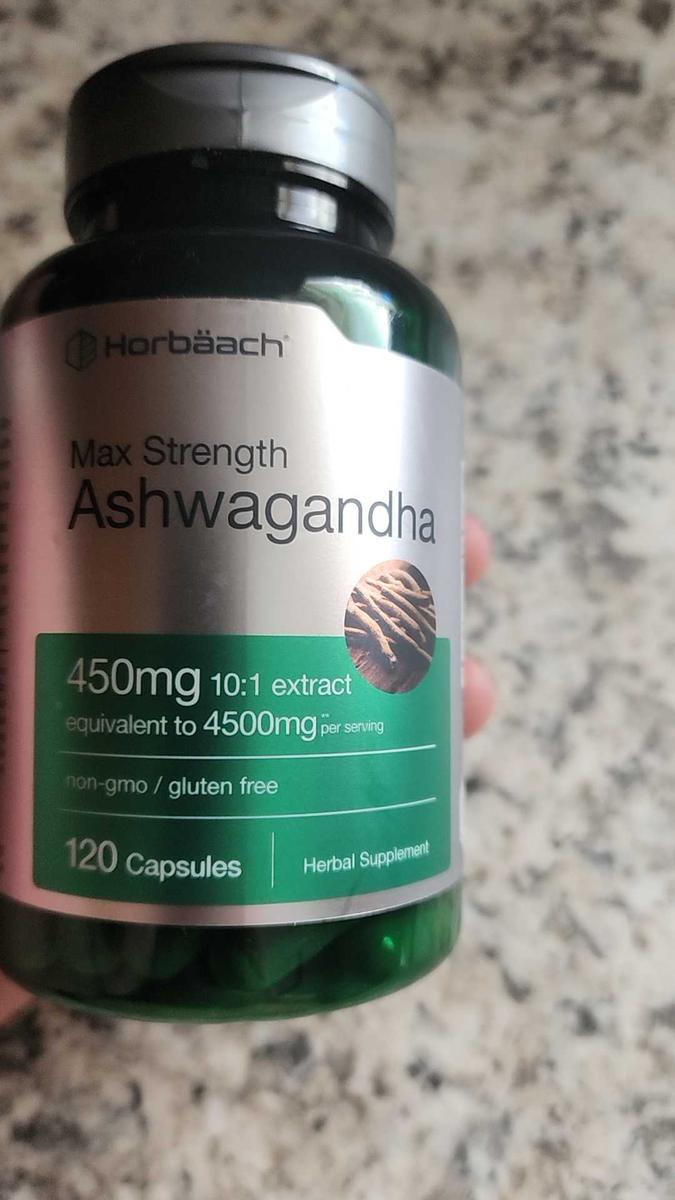 Horbäach®
Max Strength
Ashwagandha
450mg 10:1 extract
equivalent to 4500mg** per serving
non-gmo / gluten free
120 Capsules
Herbal Supplement